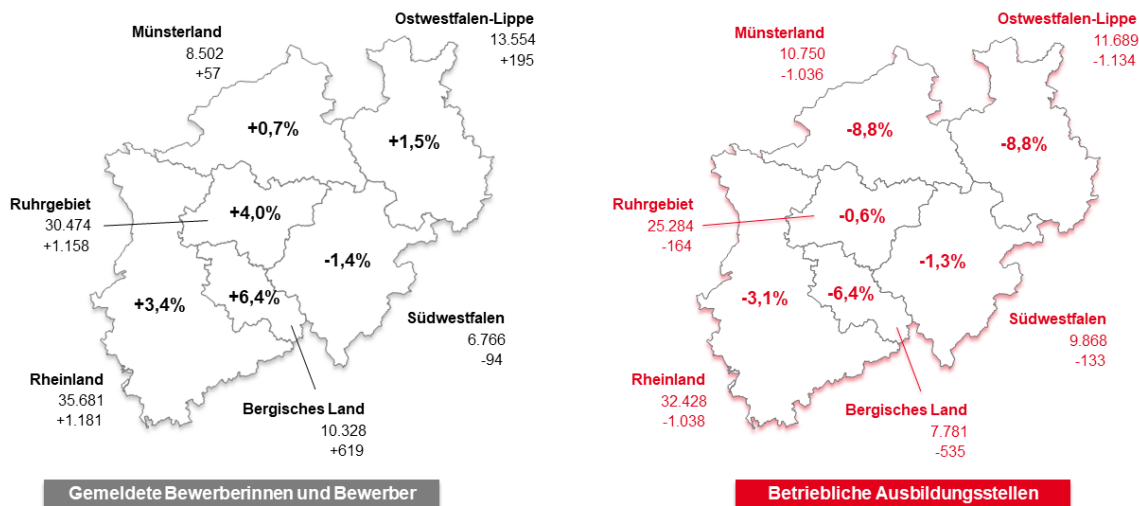 Münsterland
8.502
+57
Ostwestfalen-Lippe
13.554
+195
+0,7%
+1,5%
Ruhrgebiet
30.474
+1.158
+4,0%
-1,4%
+3,4%
+6,4%
Südwestfalen
6.766
-94
Rheinland
35.681
+1.181
Bergisches Land
10.328
+619
Gemeldete Bewerberinnen und Bewerber
Münsterland
10.750
-1.036
Ostwestfalen-Lippe
11.689
-1.134
-8,8%
-8,8%
Ruhrgebiet
25.284
-164
-0,6%
-1,3%
-3,1%
-6,4%
Südwestfalen
9.868
-133
Rheinland
32.428
-1.038
Bergisches Land
7.781
-535
Betriebliche Ausbildungsstellen